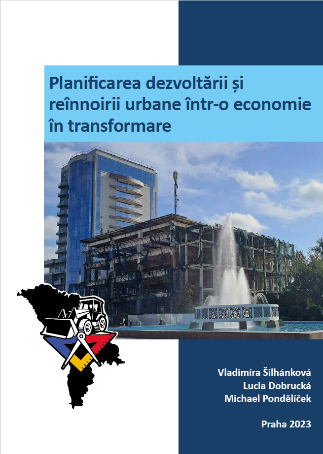 Planificarea dezvoltării și
reînnoirii urbane într-o economie
în transformare
Vladimíra Šilhánková
Lucia Dobrucká
Michael Pondělíček
Praha 2023